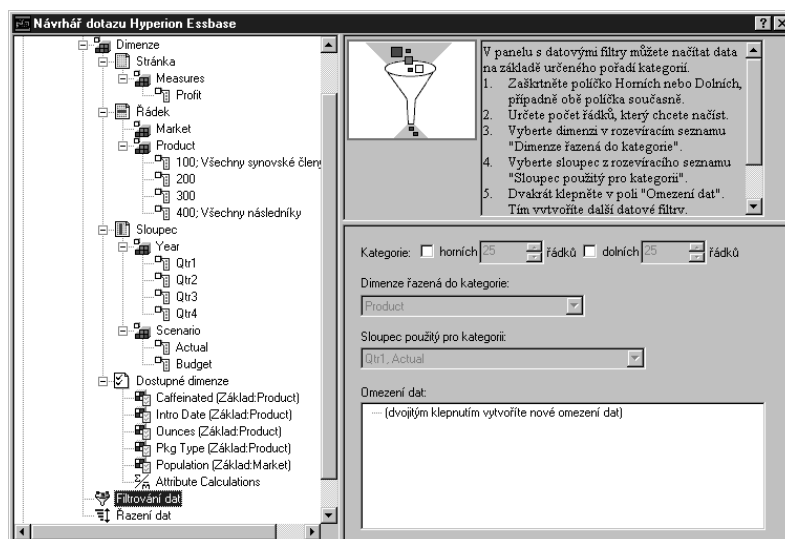 Návrhář dotazu Hyperion Essbase
Dimenze
Stránka
Measures
Profit
Řádek
Market
Product
100; Všechny synovské členy
200
300
400; Všechny následníky
Sloupec
Year
Qtr1
Qtr2
Qtr3
Qtr4
Scenario
Actual
Budget
Dostupné dimenze
Caffeinated (Základ:Product)
Intro Date (Základ:Product)
Ounces (Základ:Product)
Pkg Type (Základ:Product)
Population (Základ:Market)
Attribute Calculations
Filtrování dat
Řazení dat
V panelu s datovými filtry můžete načítat data
na základě určeného pořadí kategorií.
1. Zaškrtněte políčko Horních nebo Dolních,
případně obě políčka současně.
2. Určete počet řádků, který chcete načíst.
3. Vyberte dimenzi v rozevíracím seznamu
"Dimenze řazená do kategorie".
4. Vyberte sloupec z rozevíracího seznamu
"Sloupec použitý pro kategorii".
5. Dvakrát klepněte v poli "Omezení dat".
Tím vytvoříte další datové filtry.
Kategorie: horních 25 řádků dolních 25 řádků
Dimenze řazená do kategorie:
Product
Sloupec použitý pro kategorii:
Qtr1, Actual
Omezení dat:
(dvojitým klepnutím vytvoříte nové omezení dat)